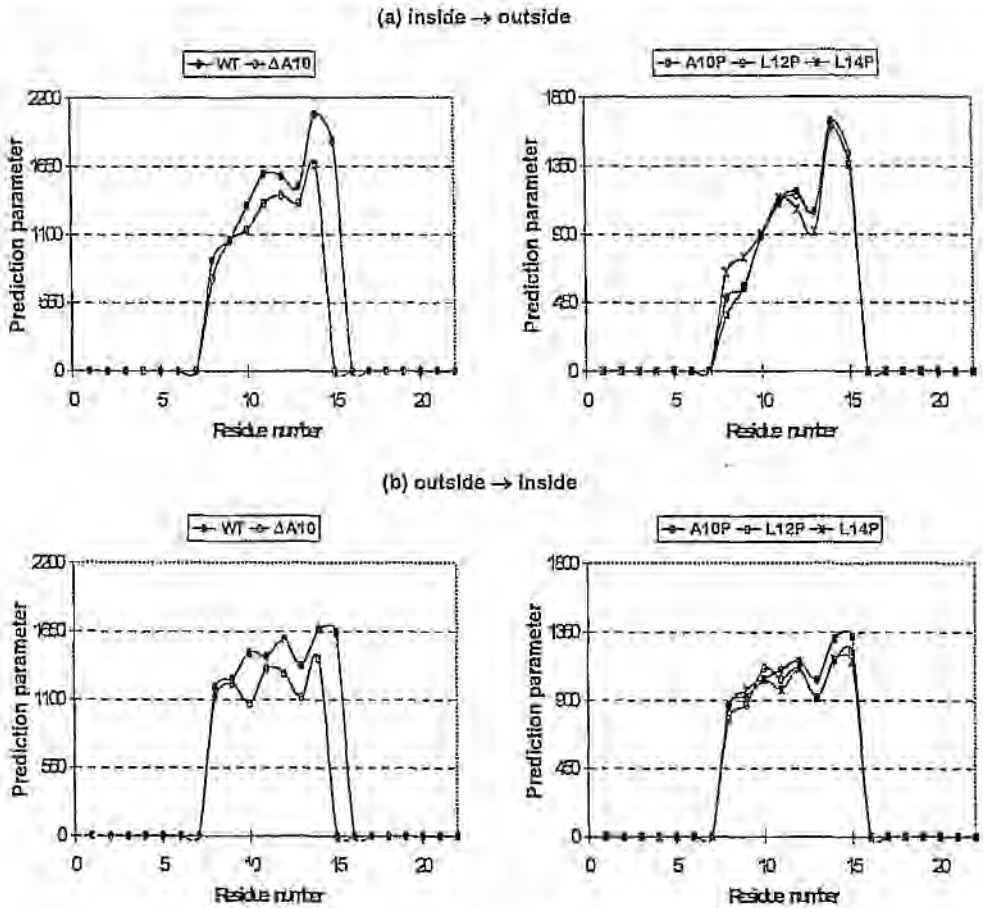 (a) inside → outside
WT ΔA10
A10P L12P L14P
Prediction parameter
2200
1650
1100
550
0
0 5 10 15 20
Residue number
Prediction parameter
1800
1350
900
450
0
0 5 10 15 20
Residue number
(b) outside → inside
WT ΔA10
A10P L12P L14P
Prediction parameter
2200
1650
1100
550
0
0 5 10 15 20
Residue number
Prediction parameter
1800
1350
900
450
0
0 5 10 15 20
Residue number